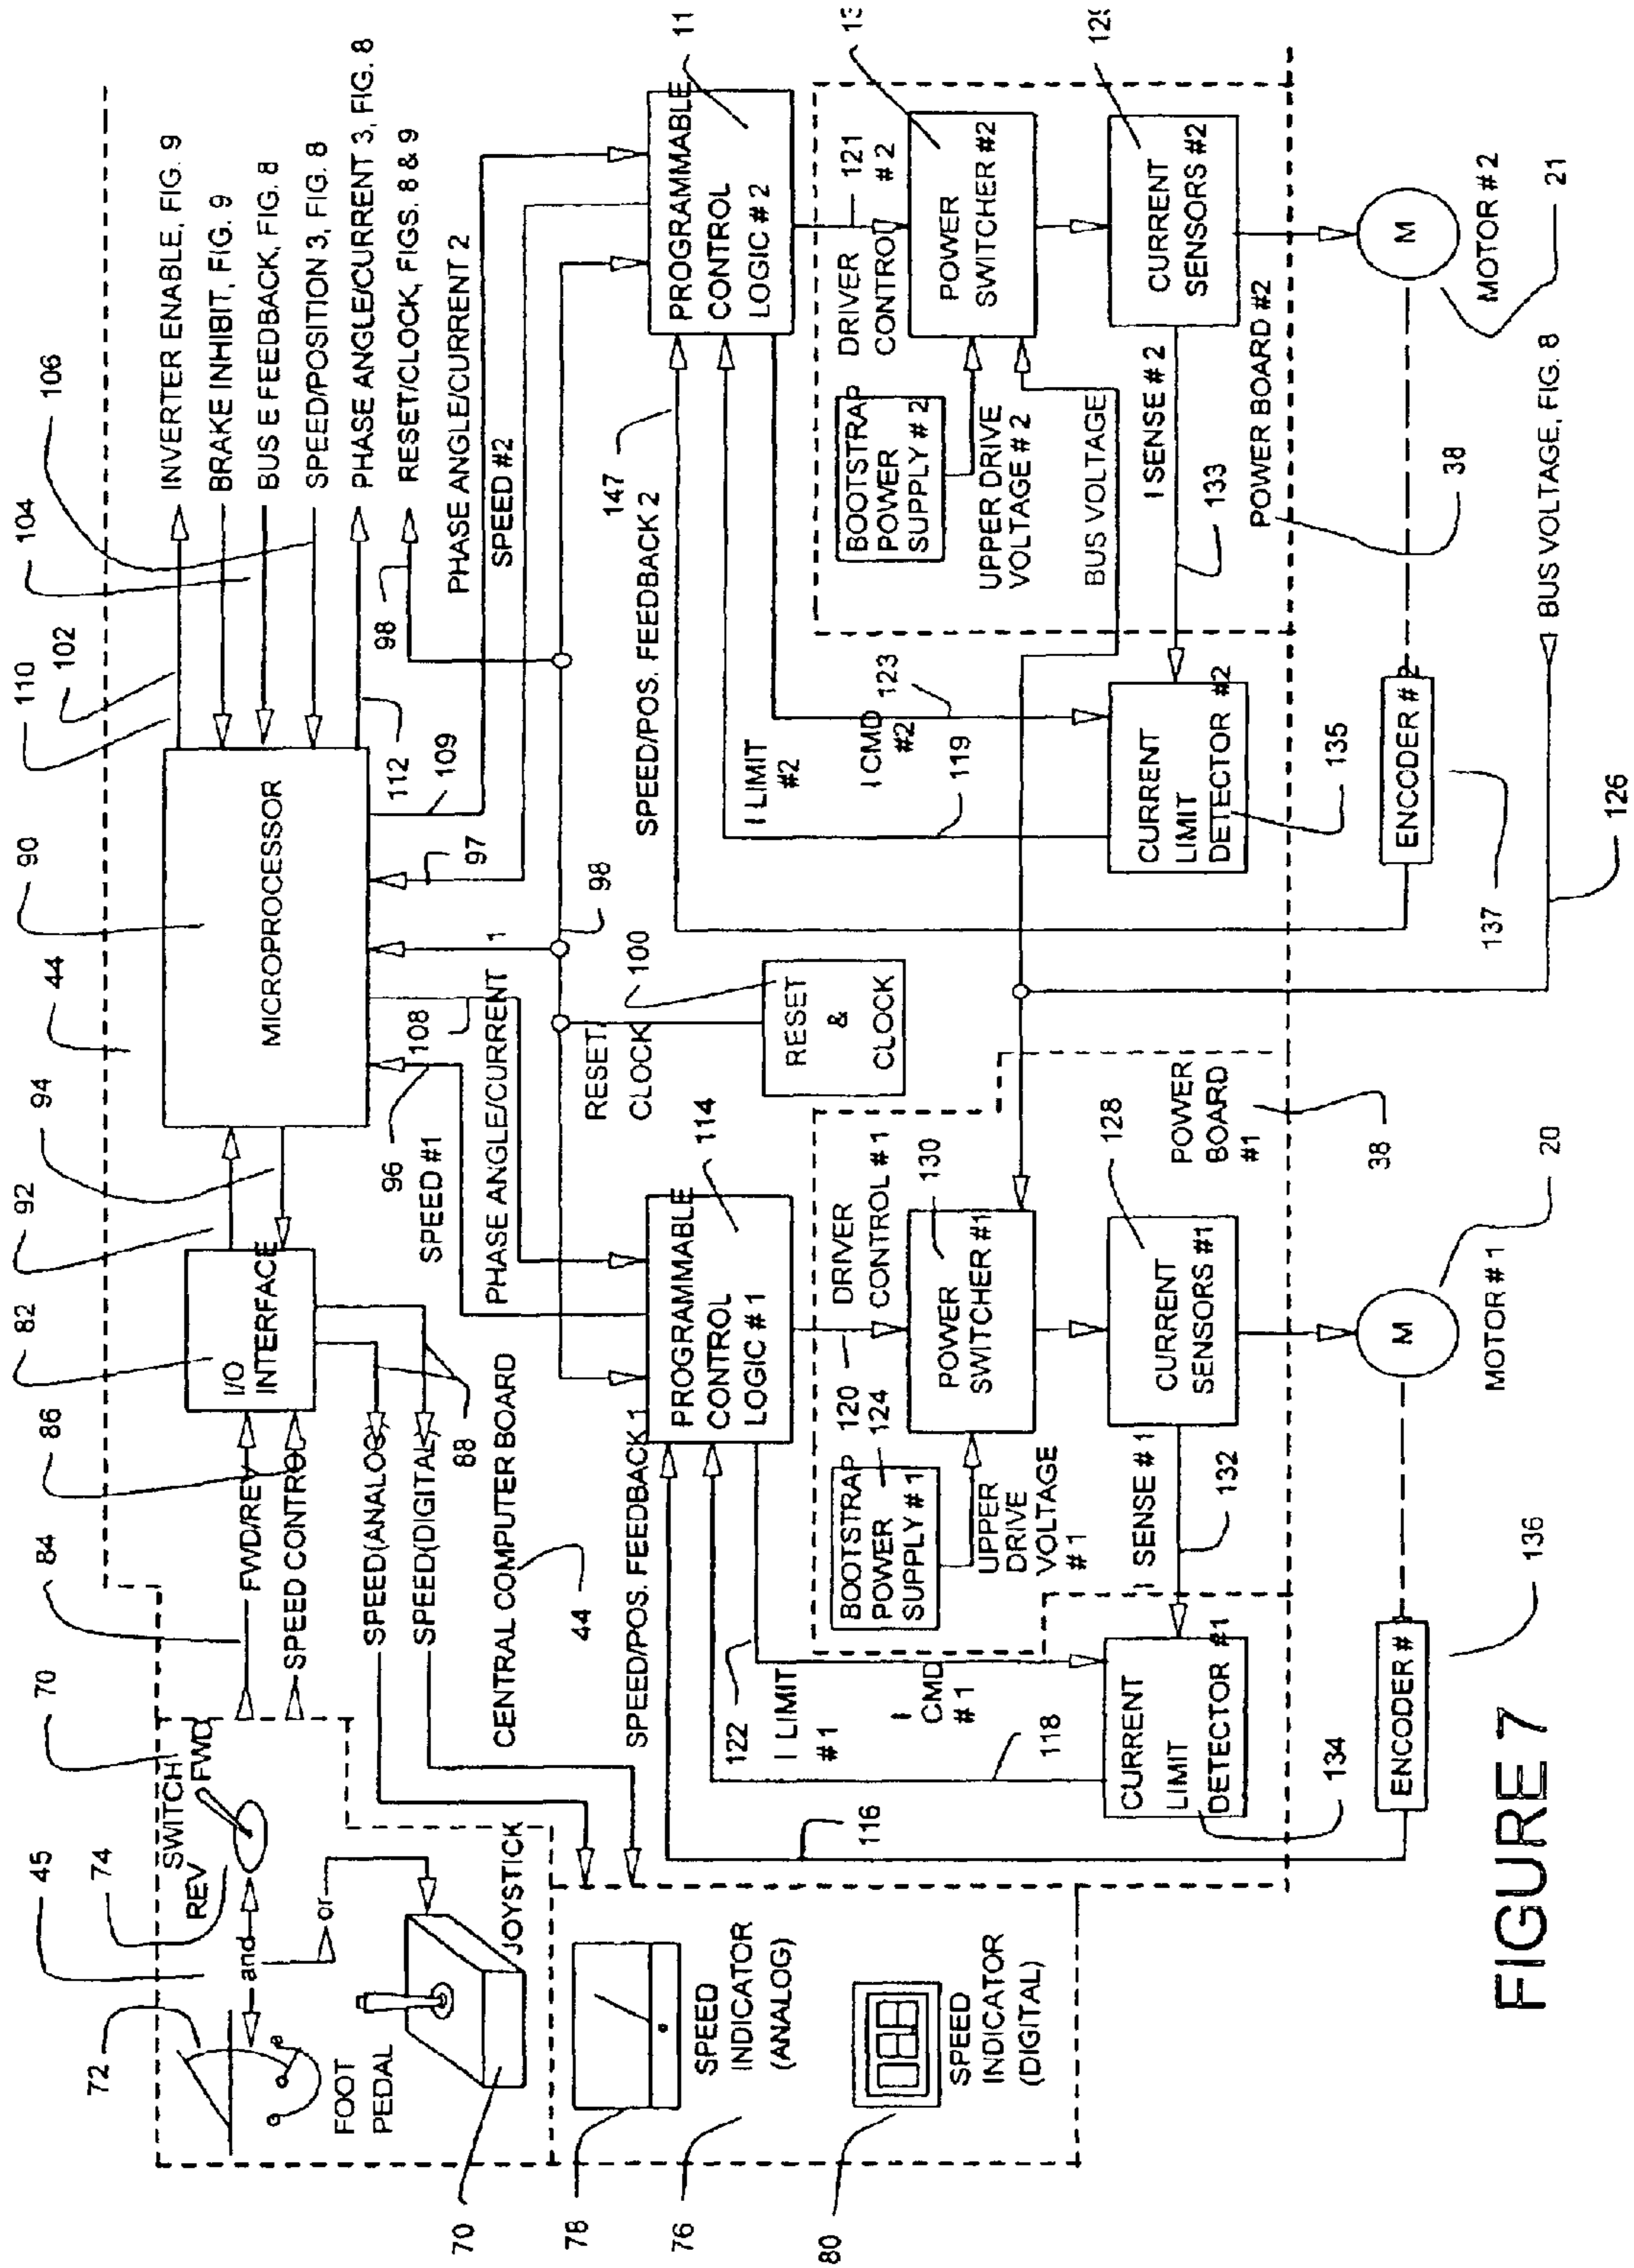 110
102
104
106
INVERTER ENABLE, FIG. 9
BRAKE INHIBIT, FIG. 9
BUS E FEEDBACK, FIG. 8
SPEED/POSITION 3, FIG. 8
PHASE ANGLE/CURRENT 3, FIG. 8
RESET/CLOCK, FIGS. 8 & 9
98
112
109
97
PHASE ANGLE/CURRENT 2
SPEED #2
90
44
94
92
82
86
84
70
MICROPROCESSOR
I/O
INTERFACE
FWD/REV
SPEED CONTROL
SPEED(ANALOG)
SPEED(DIGITAL)
88
CENTRAL COMPUTER BOARD
44
SWITCH
FWD
REV
45
74
72
and
or
FOOT
PEDAL
JOYSTICK
70
78
76
80
SPEED
INDICATOR
(ANALOG)
SPEED
INDICATOR
(DIGITAL)
96
108
SPEED #1
PHASE ANGLE/CURRENT 1
RESET/
CLOCK
98
100
RESET
&
CLOCK
114
PROGRAMMABLE
CONTROL
LOGIC # 1
SPEED/POS. FEEDBACK 1
122
I LIMIT
#1
I
CMD
# 1
118
116
120
124
DRIVER
CONTROL # 1
BOOTSTRAP
POWER
SUPPLY # 1
UPPER
DRIVE
VOLTAGE
# 1
130
POWER
SWITCHER #1
128
CURRENT
SENSORS #1
I SENSE # 1
132
POWER
BOARD
#1
38
CURRENT
LIMIT
DETECTOR #1
134
ENCODER #
136
M
MOTOR # 1
20
11
PROGRAMMABLE
CONTROL
LOGIC # 2
147
SPEED/POS. FEEDBACK 2
I LIMIT
#2
I CMD
#2
123
119
DRIVER
CONTROL
121
# 2
13
POWER
SWITCHER #2
BOOTSTRAP
POWER
SUPPLY # 2
UPPER DRIVE
VOLTAGE # 2
BUS VOLTAGE
CURRENT
SENSORS #2
I SENSE # 2
133
POWER BOARD #2
38
CURRENT
LIMIT
DETECTOR #2
135
ENCODER # 2
137
M
MOTOR # 2
21
BUS VOLTAGE, FIG. 8
126
FIGURE 7